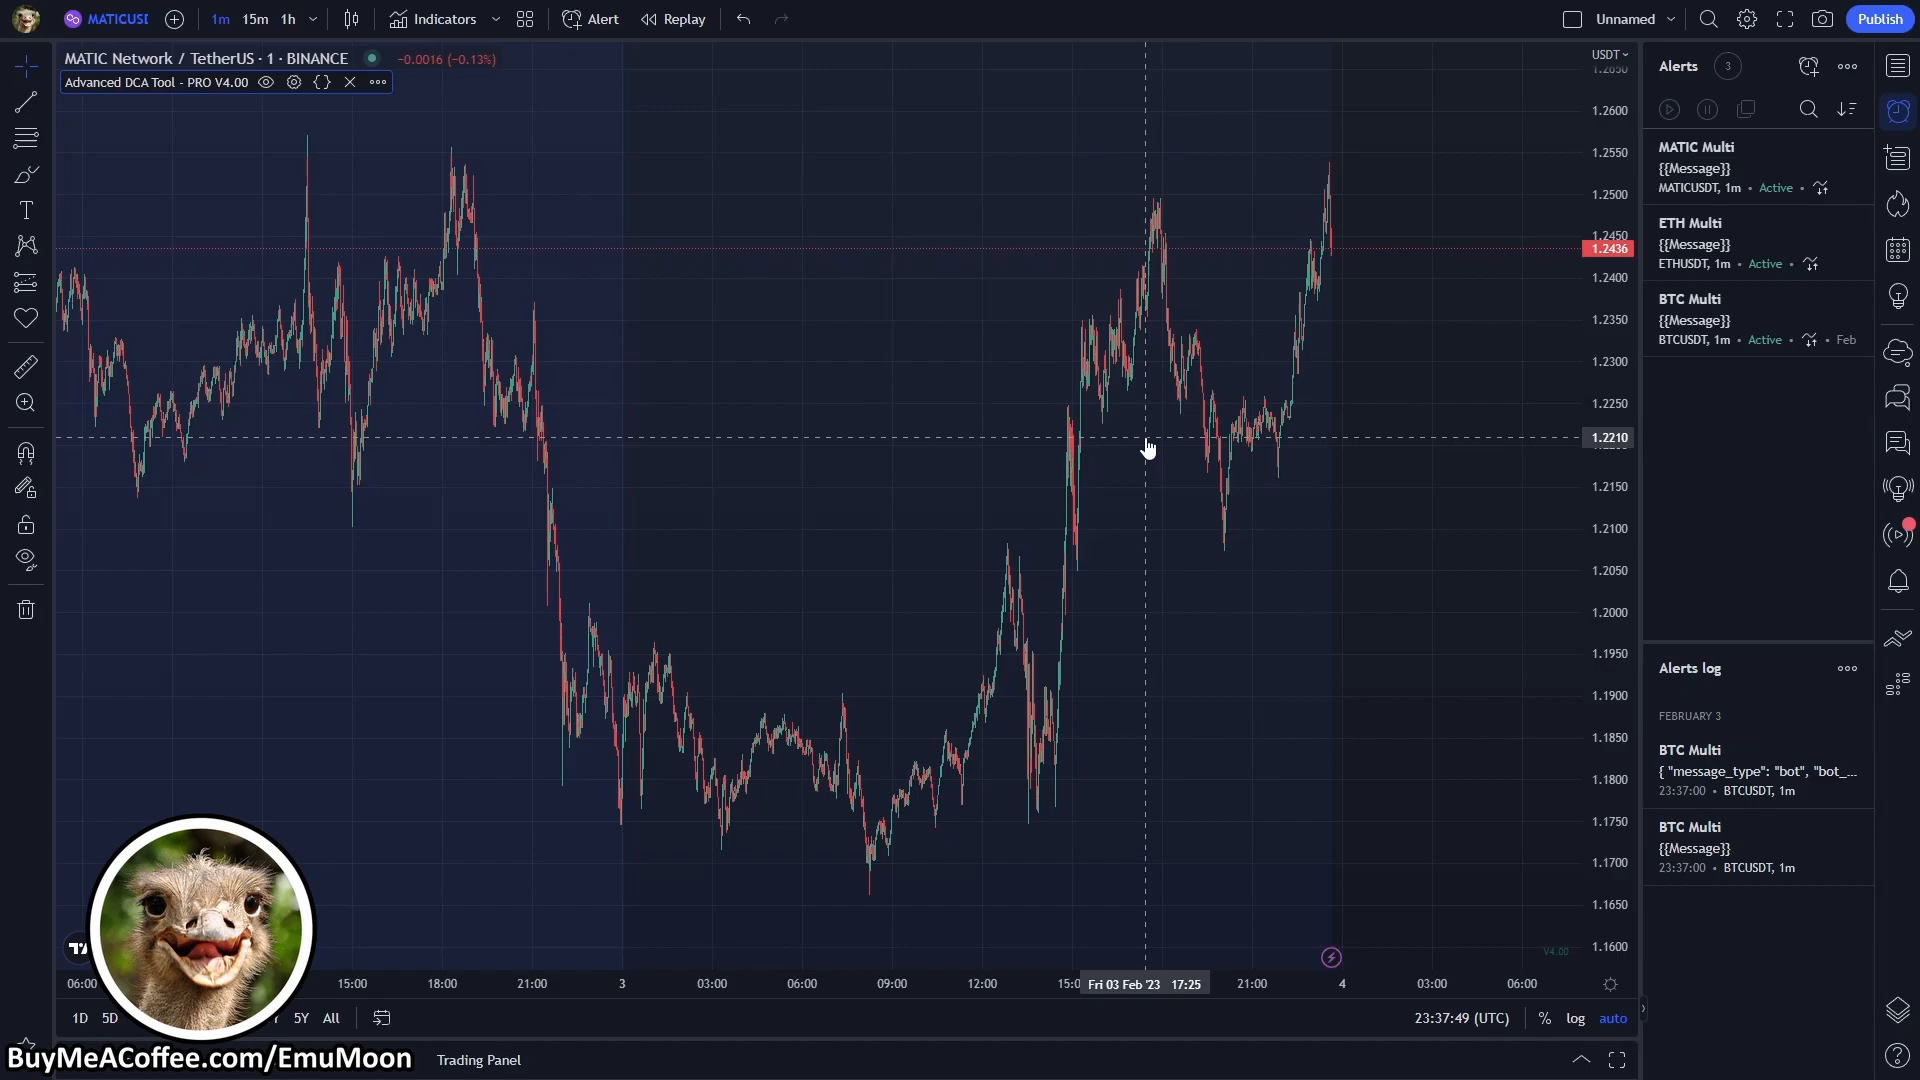 MATICUSI
1m
15m
1h
Indicators
Alert
Replay
Unnamed
Publish
MATIC Network / TetherUS · 1 · BINANCE
−0.0016 (−0.13%)
Advanced DCA Tool - PRO V4.00
USDT
1.2650
1.2600
1.2550
1.2500
1.2450
1.2436
1.2400
1.2350
1.2300
1.2250
1.2210
1.2150
1.2100
1.2050
1.2000
1.1950
1.1900
1.1850
1.1800
1.1750
1.1700
1.1650
1.1600
V4.00
06:00
15:00
18:00
21:00
3
03:00
06:00
09:00
12:00
15:0
Fri 03 Feb '23 17:25
21:00
4
03:00
06:00
1D
5D
5Y
All
23:37:49 (UTC)
%
log
auto
BuyMeACoffee.com/EmuMoon
Trading Panel
Alerts
3
MATIC Multi
{{Message}}
MATICUSDT, 1m • Active •
ETH Multi
{{Message}}
ETHUSDT, 1m • Active •
BTC Multi
{{Message}}
BTCUSDT, 1m • Active • • Feb
Alerts log
FEBRUARY 3
BTC Multi
{ "message_type": "bot", "bot_...
23:37:00 • BTCUSDT, 1m
BTC Multi
{{Message}}
23:37:00 • BTCUSDT, 1m